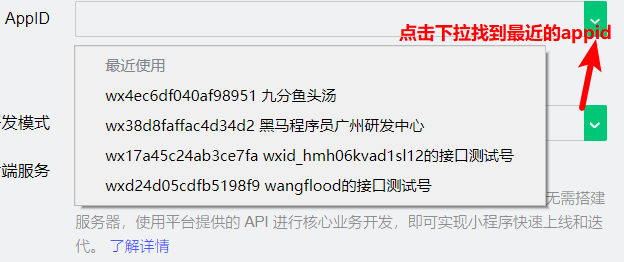 AppID
点击下拉找到最近的appid
最近使用
wx4ec6df040af98951 九分鱼头汤
wx38d8faffac4d34d2 黑马程序员广州研发中心
发模式
wx17a45c24ab3ce7fa wxid_hmh06kvad1sl12的接口测试号
端服务
wxd24d05cdfb5198f9 wangflood的接口测试号
无需搭建
服务器，使用平台提供的 API 进行核心业务开发，即可实现小程序快速上线和迭
代。 了解详情